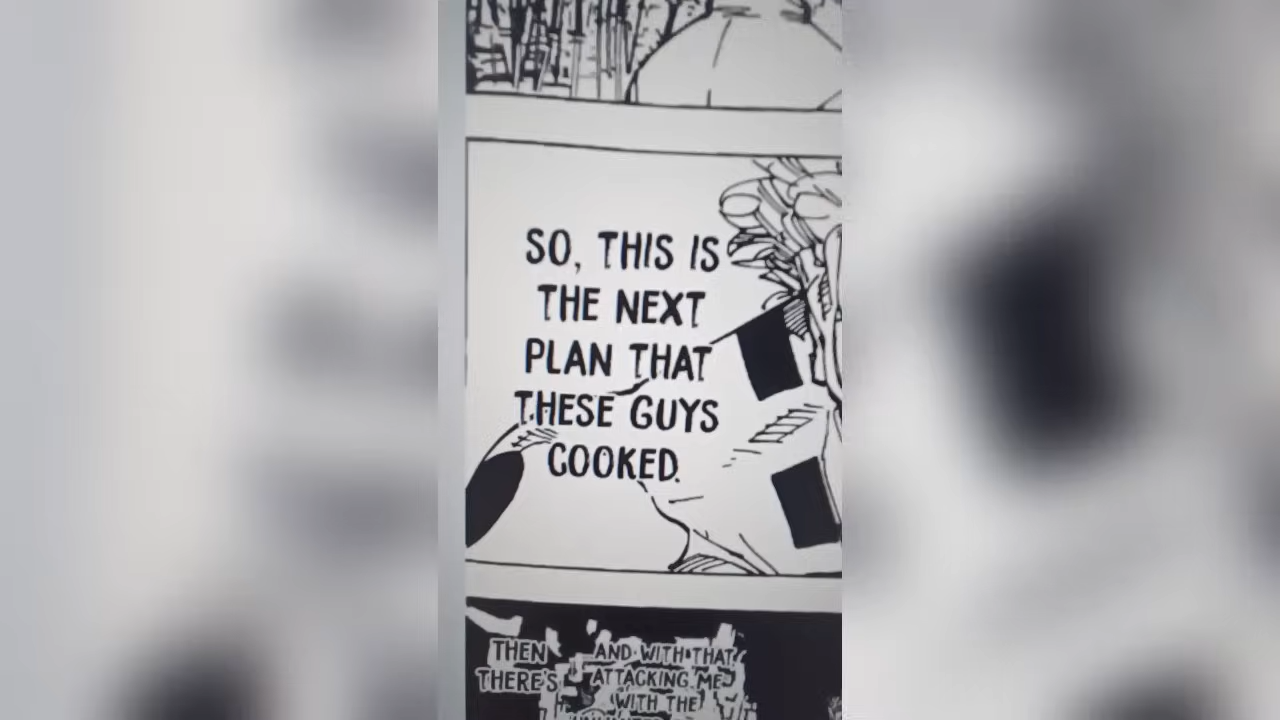 SO, THIS IS
THE NEXT
PLAN THAT
THESE GUYS
COOKED.
THEN
THERE'S
AND WITH THAT
ATTACKING ME
WITH THE